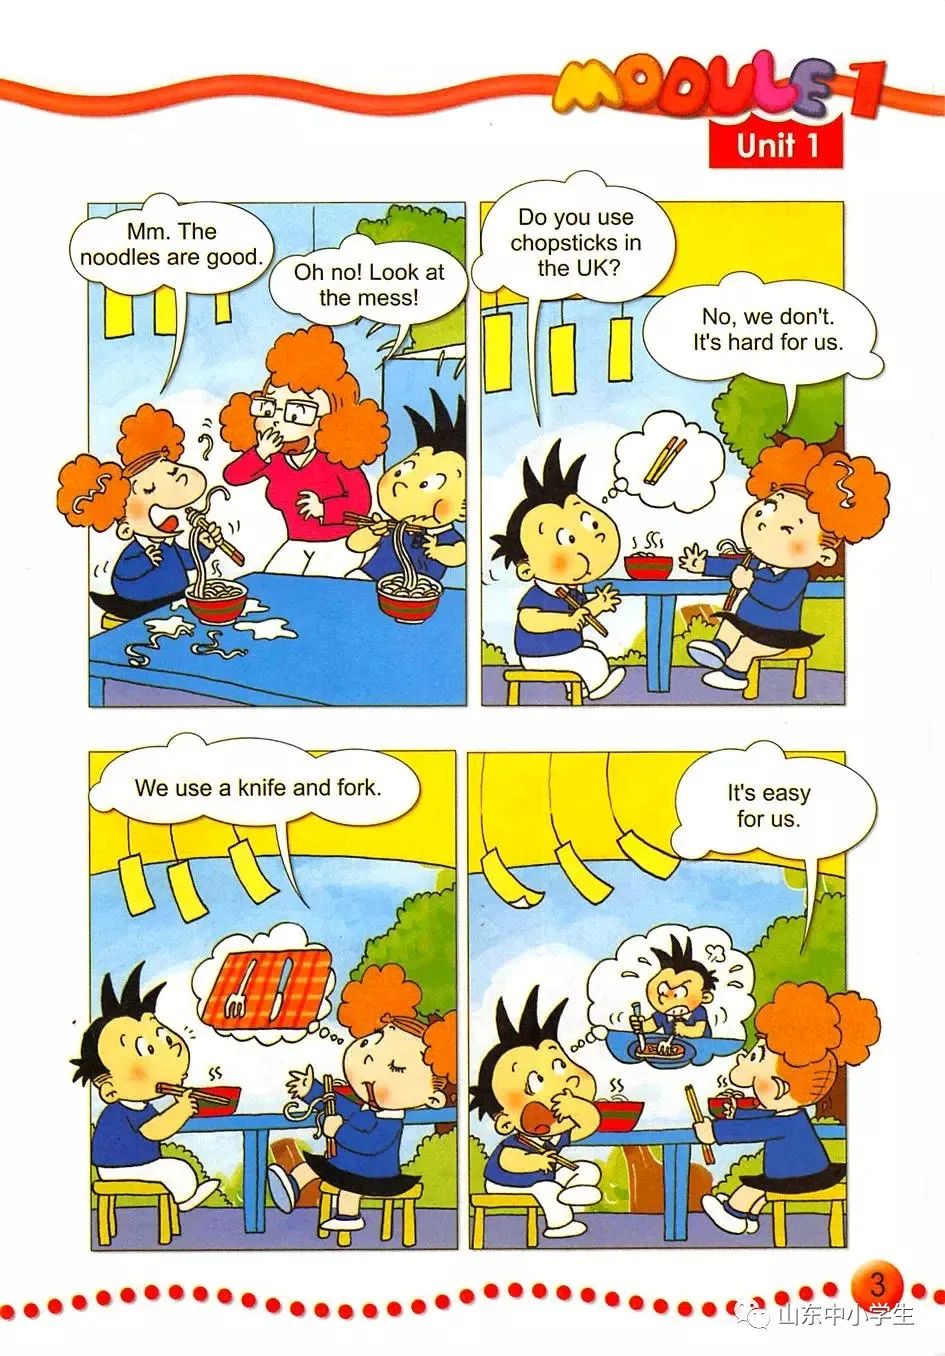 MODULE 1
Unit 1
Mm. The
noodles are good.
Oh no! Look at
the mess!
Do you use
chopsticks in
the UK?
No, we don't.
It's hard for us.
We use a knife and fork.
It's easy
for us.
3
山东中小学生